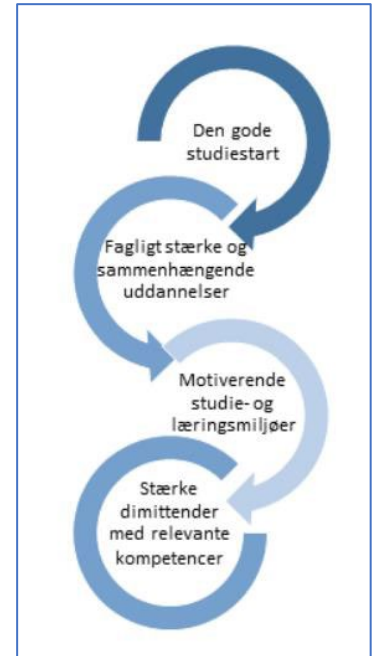 Den gode
studiestart
Fagligt stærke og
sammenhængende
uddannelser
Motiverende
studie- og
læringsmiljøer
Stærke
dimittender
med relevante
kompetencer